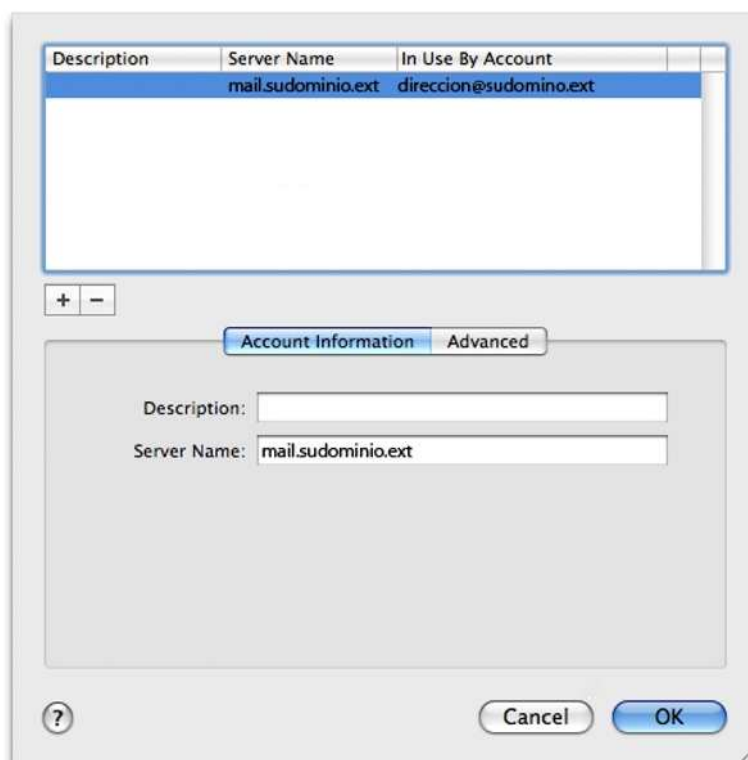 Description Server Name In Use By Account
mail.sudominio.ext direccion@sudomino.ext
+ −
Account Information Advanced
Description:
Server Name: mail.sudominio.ext
? Cancel OK